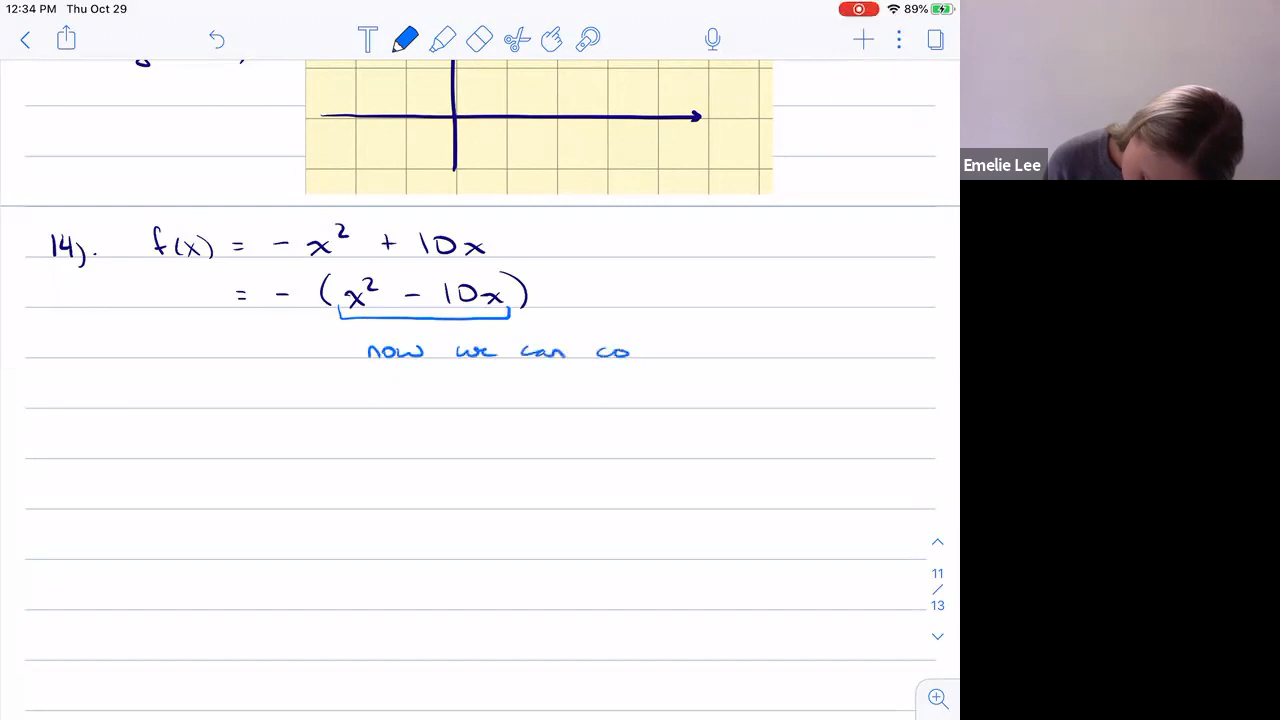 12:34 PM Thu Oct 29
89%
Emelie Lee
14). f(x) = - x² + 10x
= - (x² - 10x)
now we can co
11
/
13